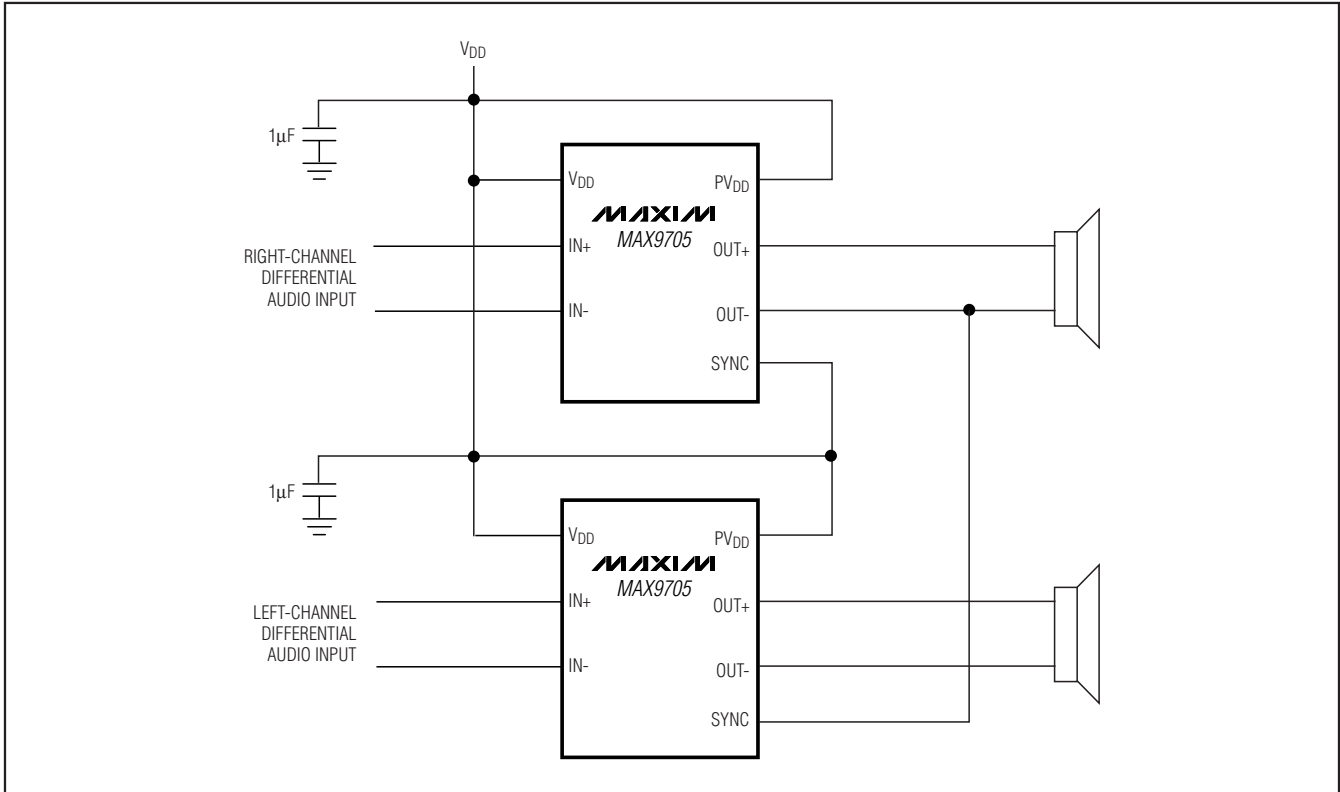 VDD
1µF
VDD
PVDD
MAXIM
MAX9705
RIGHT-CHANNEL
DIFFERENTIAL
AUDIO INPUT
IN+
IN-
OUT+
OUT-
SYNC
1µF
VDD
PVDD
MAXIM
MAX9705
LEFT-CHANNEL
DIFFERENTIAL
AUDIO INPUT
IN+
IN-
OUT+
OUT-
SYNC